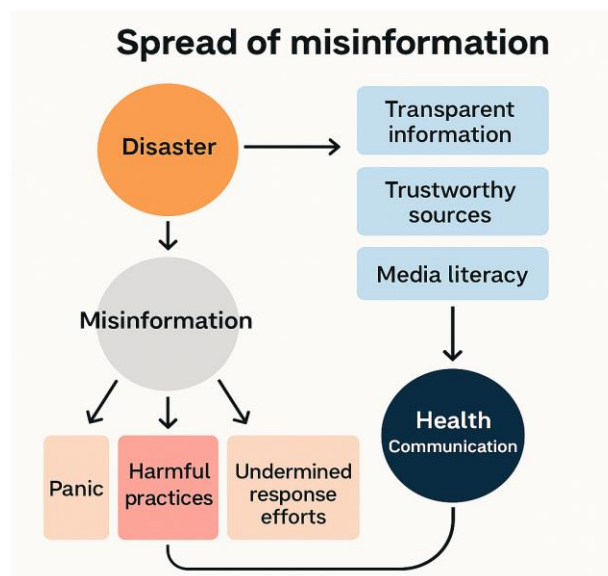 Spread of misinformation
Disaster
Transparent
information
Trustworthy
sources
Media literacy
Misinformation
Health
Communication
Panic
Harmful
practices
Undermined
response
efforts